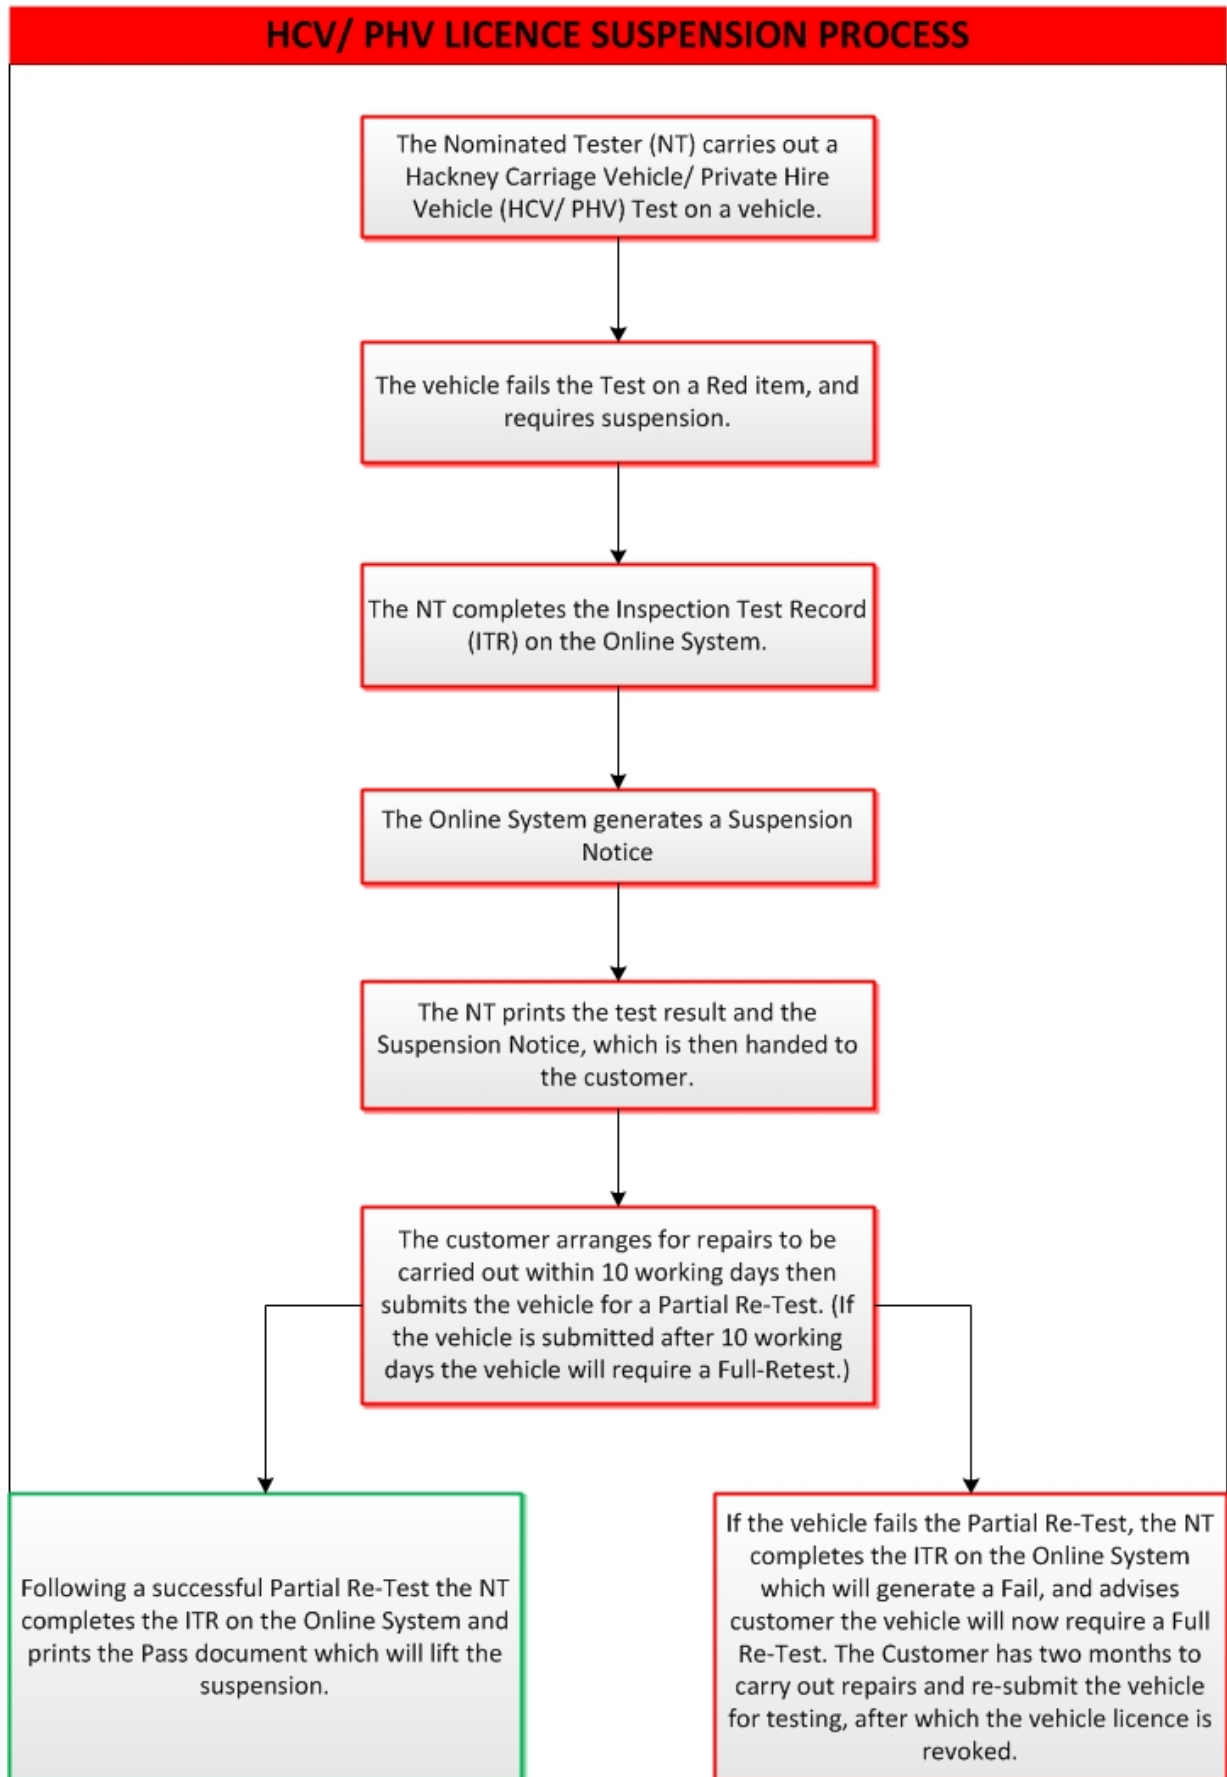 HCV/ PHV LICENCE SUSPENSION PROCESS
The Nominated Tester (NT) carries out a
Hackney Carriage Vehicle/ Private Hire
Vehicle (HCV/ PHV) Test on a vehicle.
The vehicle fails the Test on a Red item, and
requires suspension.
The NT completes the Inspection Test Record
(ITR) on the Online System.
The Online System generates a Suspension
Notice
The NT prints the test result and the
Suspension Notice, which is then handed to
the customer.
The customer arranges for repairs to be
carried out within 10 working days then
submits the vehicle for a Partial Re-Test. (If
the vehicle is submitted after 10 working
days the vehicle will require a Full-Retest.)
Following a successful Partial Re-Test the NT
completes the ITR on the Online System and
prints the Pass document which will lift the
suspension.
If the vehicle fails the Partial Re-Test, the NT
completes the ITR on the Online System
which will generate a Fail, and advises
customer the vehicle will now require a Full
Re-Test. The Customer has two months to
carry out repairs and re-submit the vehicle
for testing, after which the vehicle licence is
revoked.